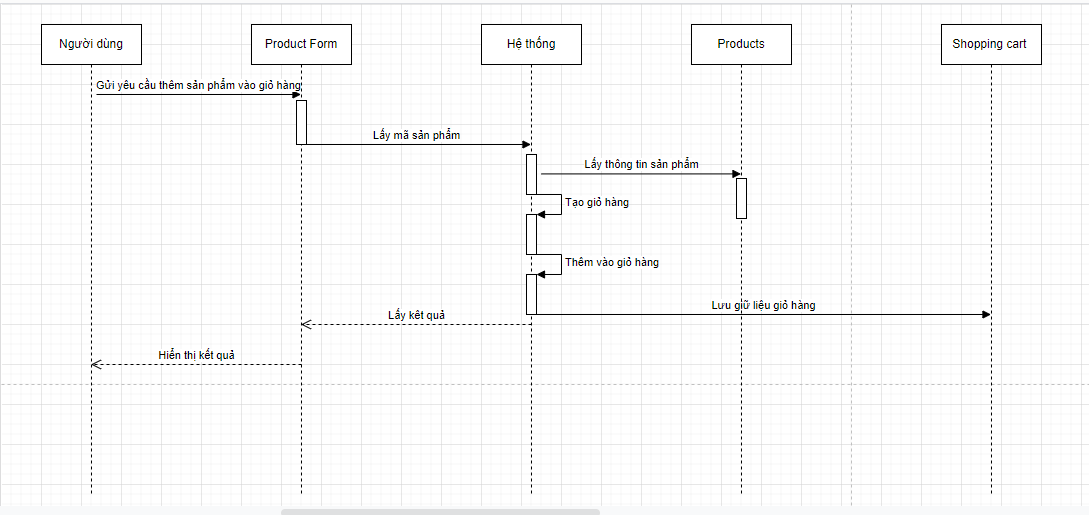 Người dùng
Product Form
Hệ thống
Products
Shopping cart
Gửi yêu cầu thêm sản phẩm vào giỏ hàng
Lấy mã sản phẩm
Lấy thông tin sản phẩm
Tạo giỏ hàng
Thêm vào giỏ hàng
Lưu giữ liệu giỏ hàng
Lấy kết quả
Hiển thị kết quả